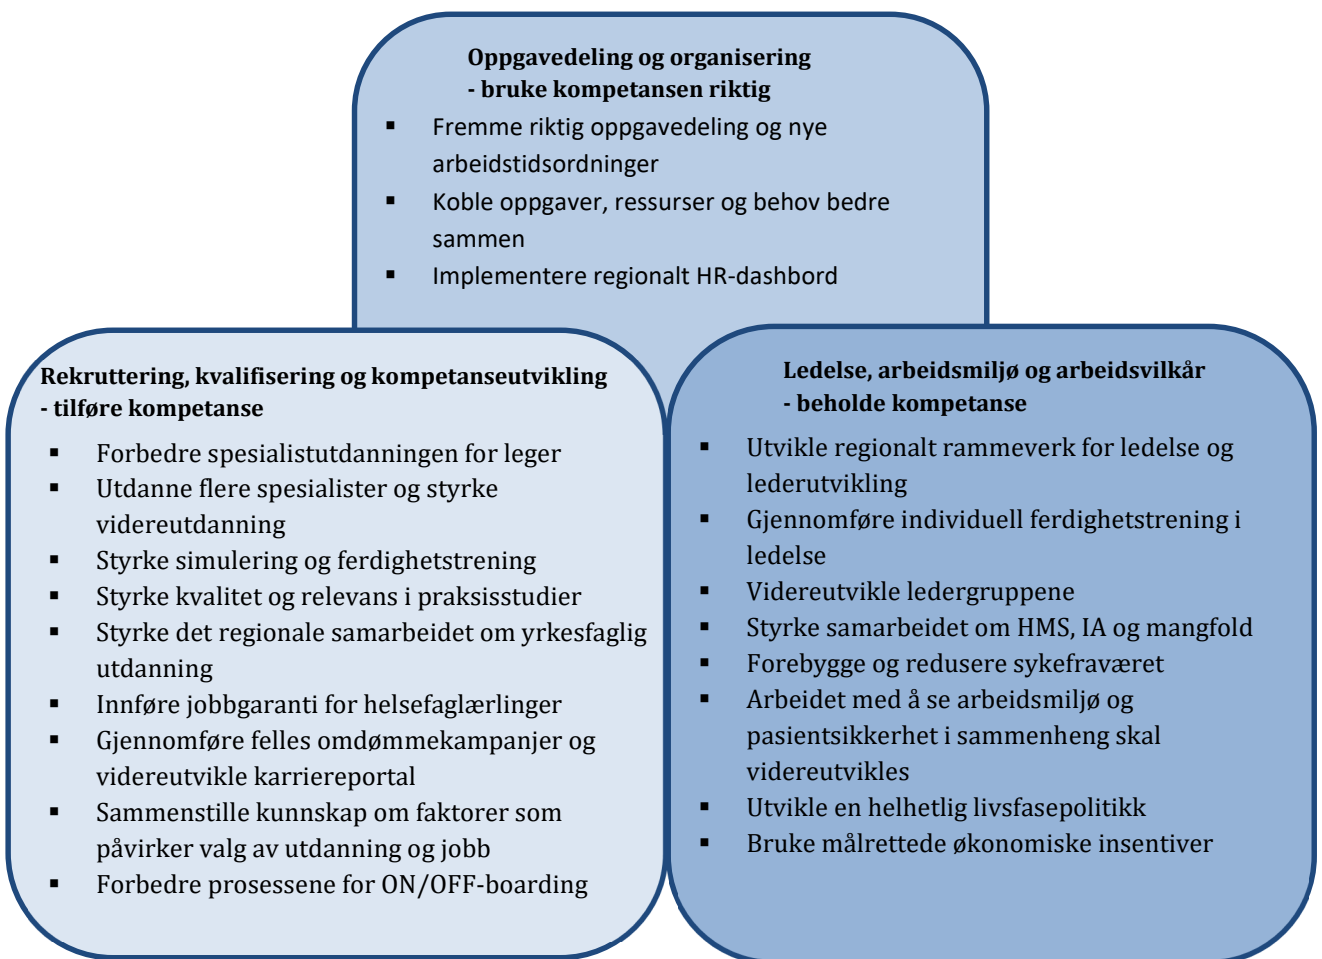 Oppgavedeling og organisering
- bruke kompetansen riktig
▪ Fremme riktig oppgavedeling og nye
arbeidstidsordninger
▪ Koble oppgaver, ressurser og behov bedre
sammen
▪ Implementere regionalt HR-dashbord
Rekruttering, kvalifisering og kompetanseutvikling
- tilføre kompetanse
▪ Forbedre spesialistutdanningen for leger
▪ Utdanne flere spesialister og styrke
videreutdanning
▪ Styrke simulering og ferdighetstrening
▪ Styrke kvalitet og relevans i praksisstudier
▪ Styrke det regionale samarbeidet om yrkesfaglig
utdanning
▪ Innføre jobbgaranti for helsefaglærlinger
▪ Gjennomføre felles omdømmekampanjer og
videreutvikle karriereportal
▪ Sammenstille kunnskap om faktorer som
påvirker valg av utdanning og jobb
▪ Forbedre prosessene for ON/OFF-boarding
Ledelse, arbeidsmiljø og arbeidsvilkår
- beholde kompetanse
▪ Utvikle regionalt rammeverk for ledelse og
lederutvikling
▪ Gjennomføre individuell ferdighetstrening i
ledelse
▪ Videreutvikle ledergruppene
▪ Styrke samarbeidet om HMS, IA og mangfold
▪ Forebygge og redusere sykefraværet
▪ Arbeidet med å se arbeidsmiljø og
pasientsikkerhet i sammenheng skal
videreutvikles
▪ Utvikle en helhetlig livsfasepolitikk
▪ Bruke målrettede økonomiske insentiver